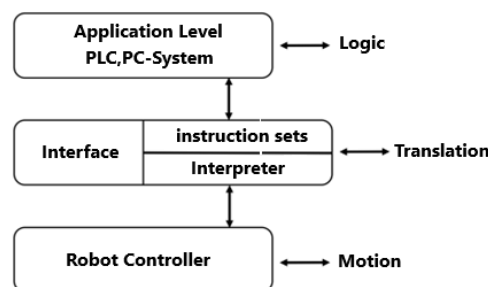 Application Level
PLC,PC-System
Logic
Interface
instruction sets
Interpreter
Translation
Robot Controller
Motion